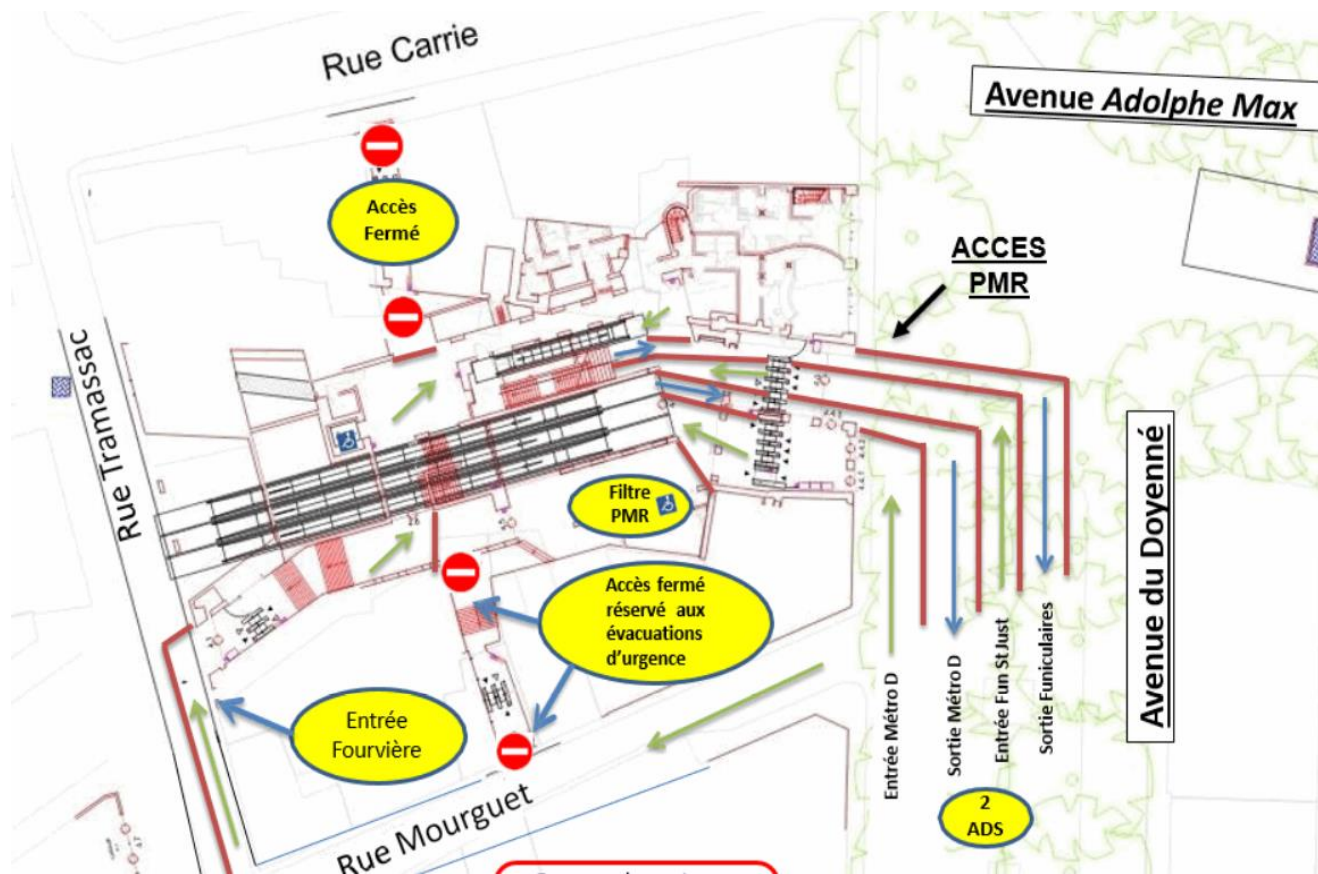 Rue Carrie
Avenue Adolphe Max
Accès
Fermé
ACCES
PMR
Rue Tramassac
Avenue du Doyenné
Filtre
PMR
Accès fermé
réservé aux
évacuations
d'urgence
Entrée
Fourvière
Entrée Métro D
Sortie Métro D
Entrée Fun St Just
Sortie Funiculaires
2
ADS
Rue Mourguet